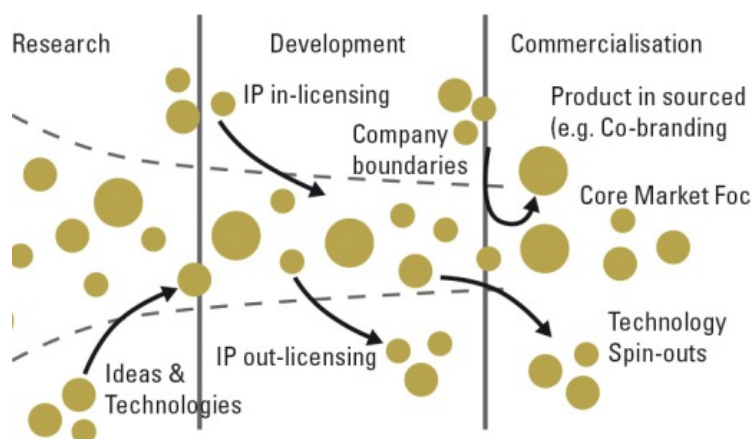 Research
Development
Commercialisation
IP in-licensing
Company
boundaries
Product in sourced
(e.g. Co-branding
Core Market Foc
Ideas &
Technologies
IP out-licensing
Technology
Spin-outs